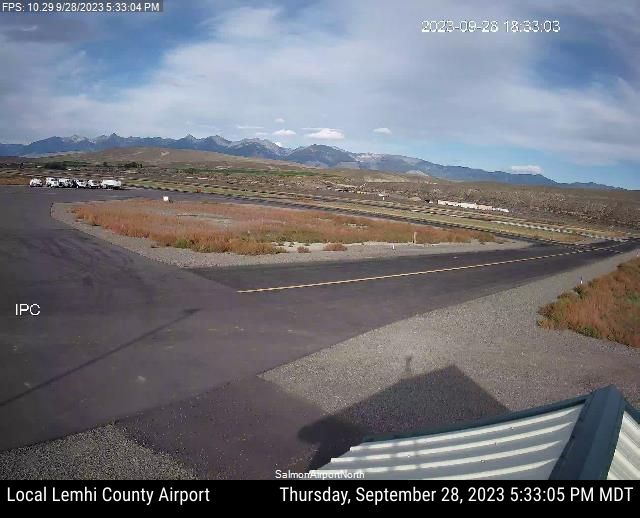 FPS: 10.29 9/28/2023 5:33:04 PM
2023-09-28 18:33:03
IPC
SalmonAirportNorth
Local Lemhi County Airport
Thursday, September 28, 2023 5:33:05 PM MDT